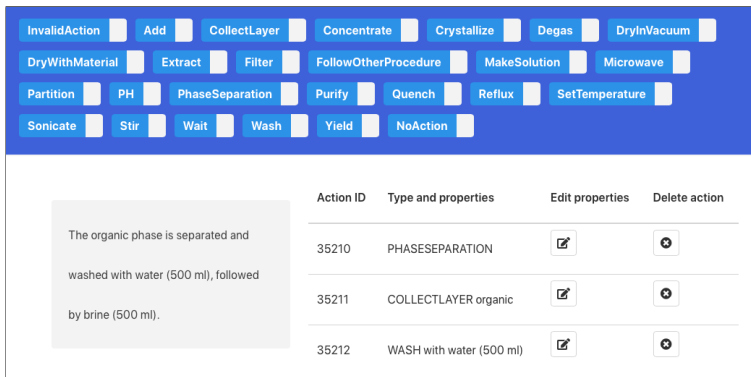 InvalidAction Add CollectLayer Concentrate Crystallize Degas DryInVacuum
DryWithMaterial Extract Filter FollowOtherProcedure MakeSolution Microwave
Partition PH PhaseSeparation Purify Quench Reflux SetTemperature
Sonicate Stir Wait Wash Yield NoAction
The organic phase is separated and
washed with water (500 ml), followed
by brine (500 ml).
Action ID Type and properties Edit properties Delete action
35210 PHASESEPARATION
35211 COLLECTLAYER organic
35212 WASH with water (500 ml)